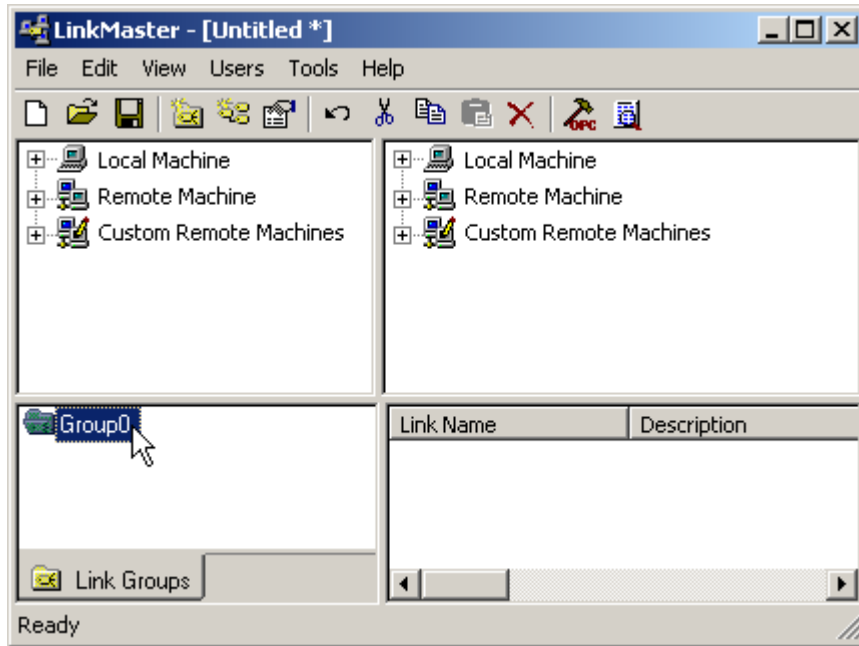 LinkMaster - [Untitled *]
File Edit View Users Tools Help
OPC
Local Machine
Remote Machine
Custom Remote Machines
Local Machine
Remote Machine
Custom Remote Machines
Group0
Link Name Description
Link Groups
Ready